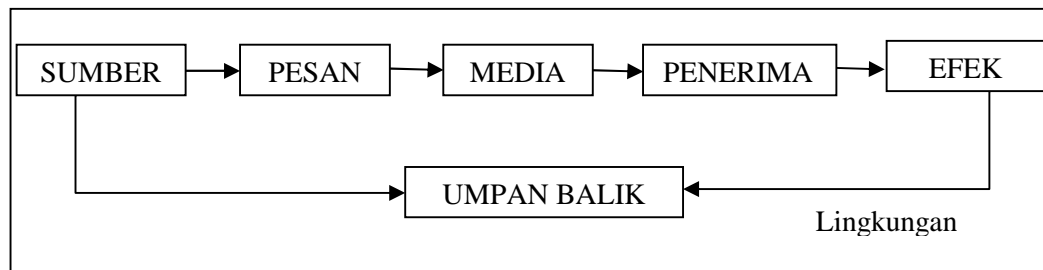 SUMBER
PESAN
MEDIA
PENERIMA
EFEK
UMPAN BALIK
Lingkungan